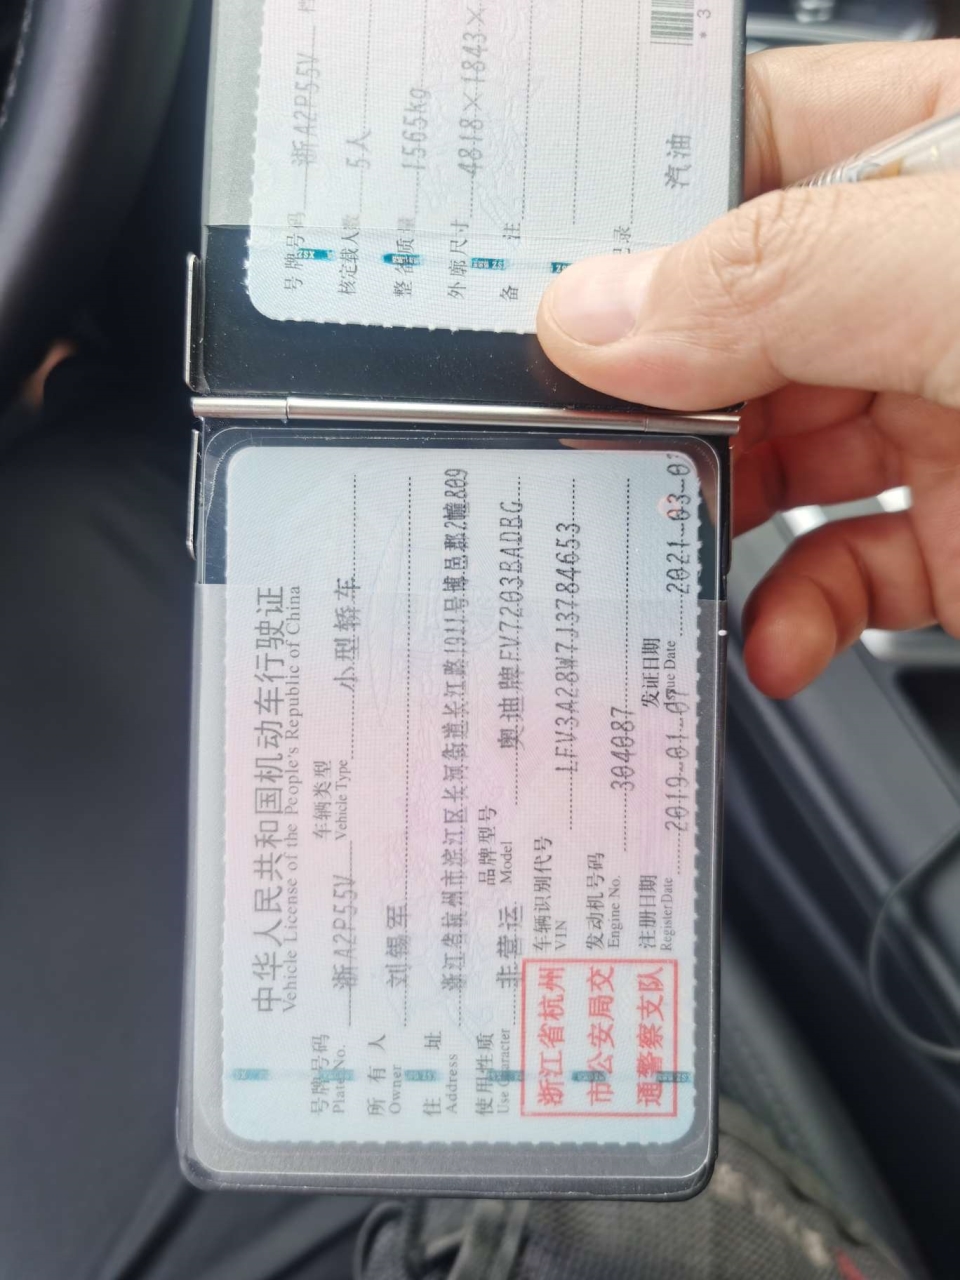 中华人民共和国机动车行驶证
Vehicle License of the People's Republic of China
号牌号码 浙A2P55V 车辆类型 小型轿车
Plate No. Vehicle Type
所有人 刘锡军
Owner
住址 浙江省杭州市滨江区长河街道长江路1911号博邑郡2幢809
Address
使用性质 非营运 品牌型号 奥迪牌FV7203BADBG
Use Character Model
车辆识别代号 LFV3A28W7J3784653
VIN
发动机号码 304087
Engine No.
注册日期 2019-01-07 发证日期 2021-03-0
Register Date Issue Date
浙江省杭州
市公安局交
通警察支队
号牌号码 浙A2P55V
核定载人数 5人
整备质量 1565kg
外廓尺寸 4818×1843×
备注
记录
汽油
*3